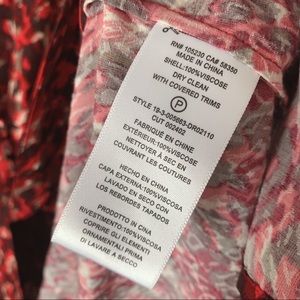 RN# 105230 CA# 58350
MADE IN CHINA
SHELL:100%VISCOSE
DRY CLEAN
WITH COVERED TRIMS
P
STYLE 18-3-005663-DR02110
CUT 002402
FABRIQUÉ EN CHINE
EXTÉRIEUR:100%VISCOSE
NETTOYER À SEC EN
COUVRANT LES COUTURES
HECHO EN CHINA
CAPA EXTERNA:100%VISCOSA
LAVADO EN SECO CON
LOS REBORDES TAPADOS
PRODOTTO IN CINA
RIVESTIMENTO:100%VISCOSA
COPRIRE GLI ELEMENTI
ORNAMENTALI PRIMA
DI LAVARE A SECCO